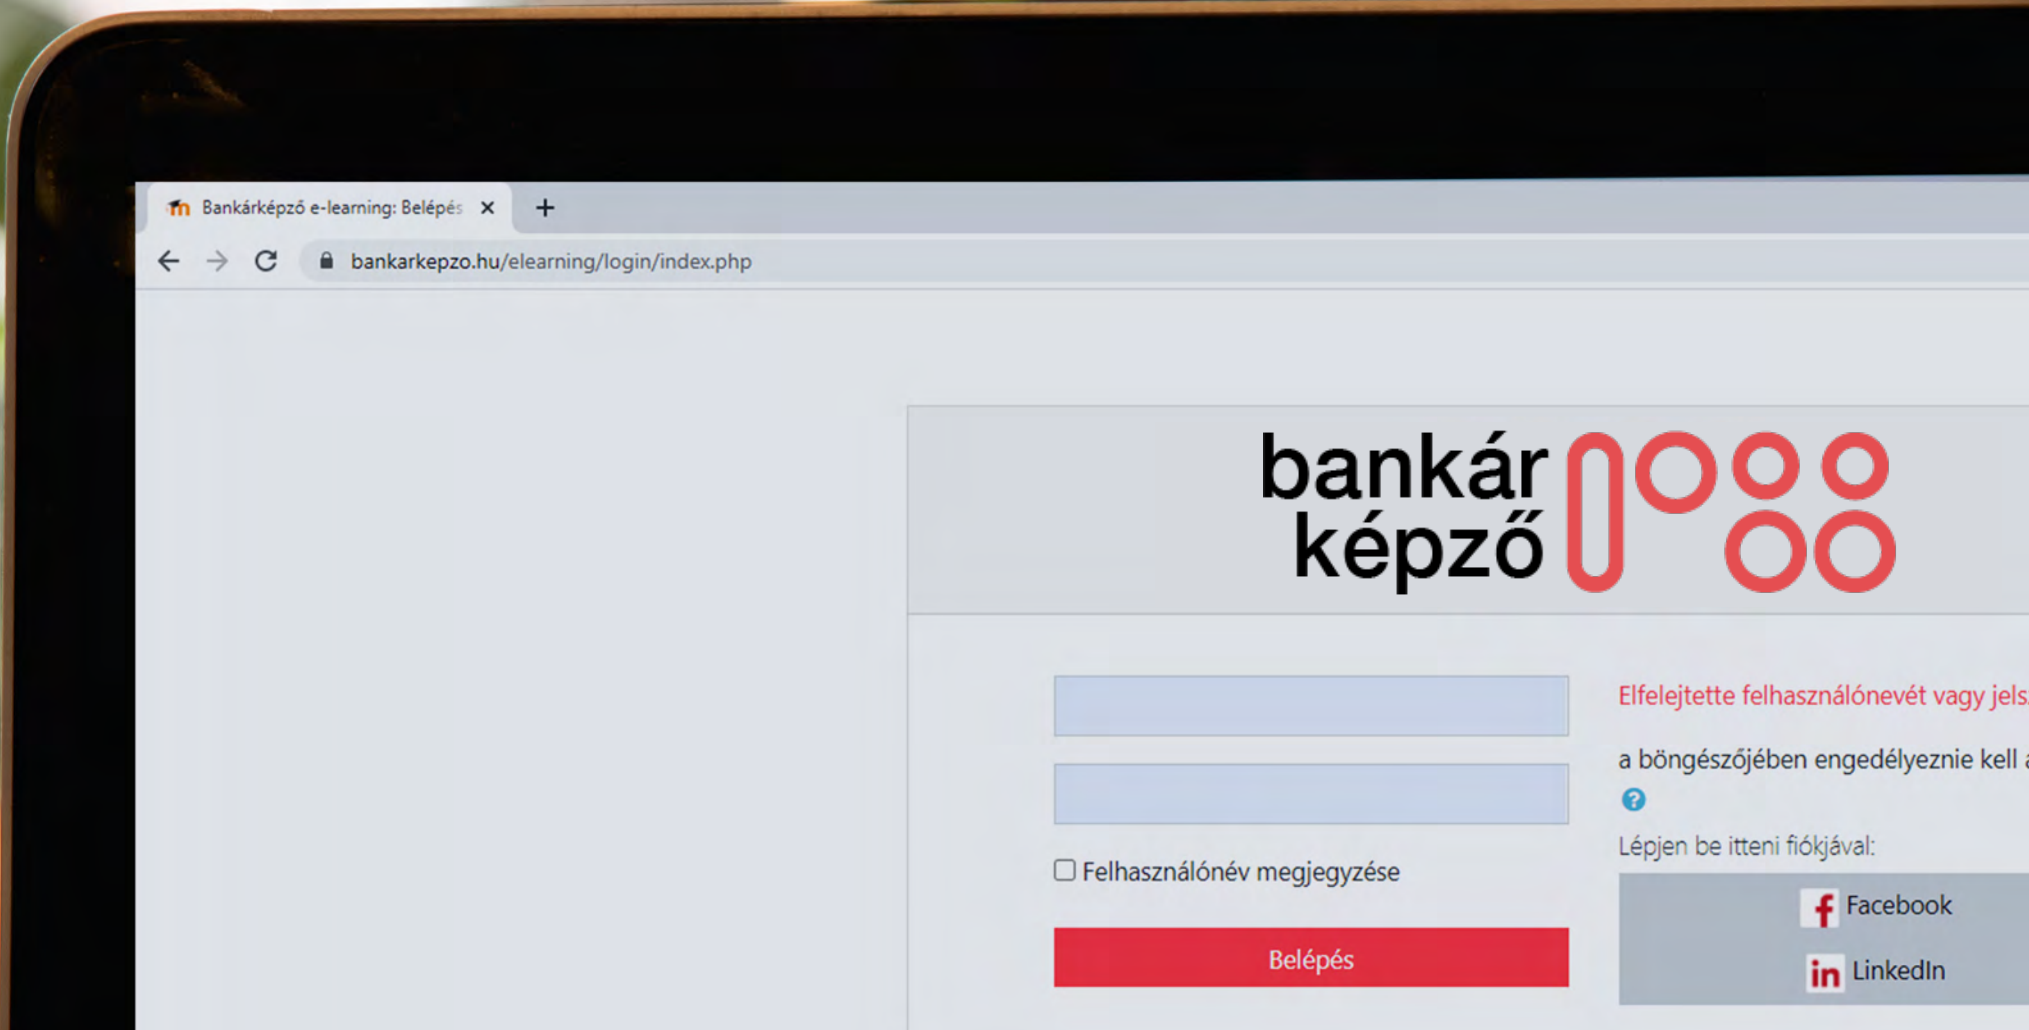 Bankárképző e-learning: Belépés
bankarkepzo.hu/elearning/login/index.php
bankár
képző
Elfelejtette felhasználónevét vagy jels
a böngészőjében engedélyeznie kell a
Felhasználónév megjegyzése
Belépés
Lépjen be itteni fiókjával:
Facebook
LinkedIn